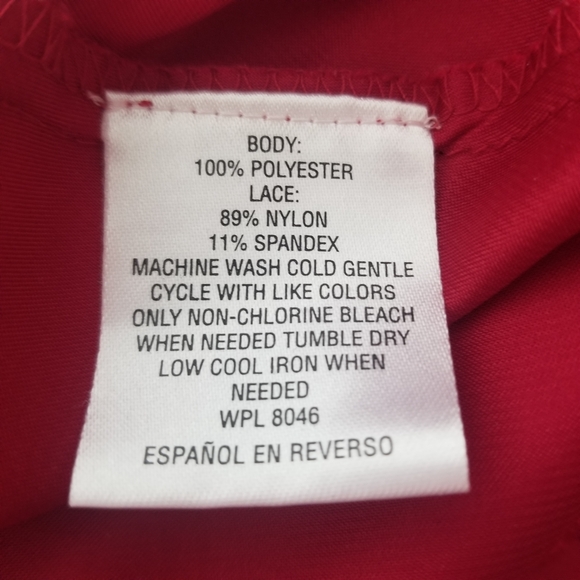 BODY:
100% POLYESTER
LACE:
89% NYLON
11% SPANDEX
MACHINE WASH COLD GENTLE
CYCLE WITH LIKE COLORS
ONLY NON-CHLORINE BLEACH
WHEN NEEDED TUMBLE DRY
LOW COOL IRON WHEN
NEEDED
WPL 8046
ESPAÑOL EN REVERSO